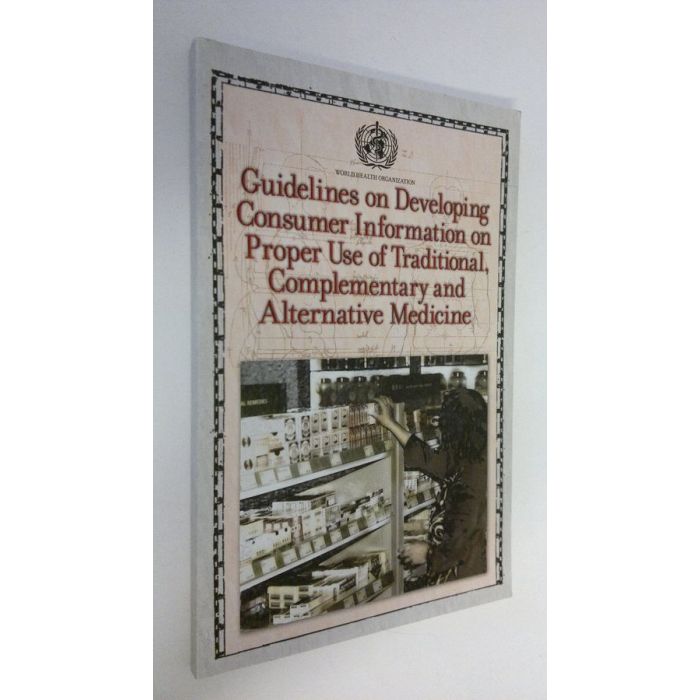 WORLD HEALTH ORGANIZATION
Guidelines on Developing
Consumer Information on
Proper Use of Traditional,
Complementary and
Alternative Medicine